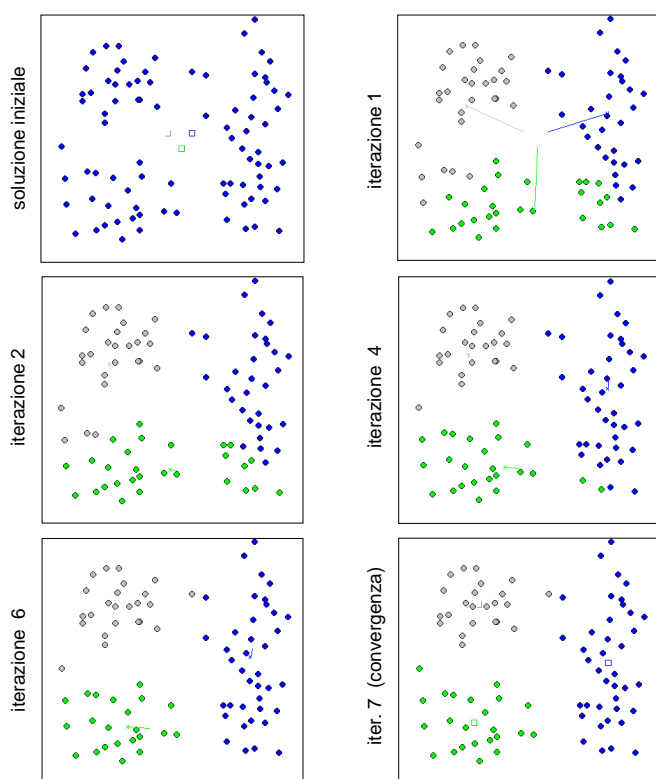 soluzione iniziale
iterazione 1
iterazione 2
iterazione  4
iterazione  6
iter. 7  (convergenza)